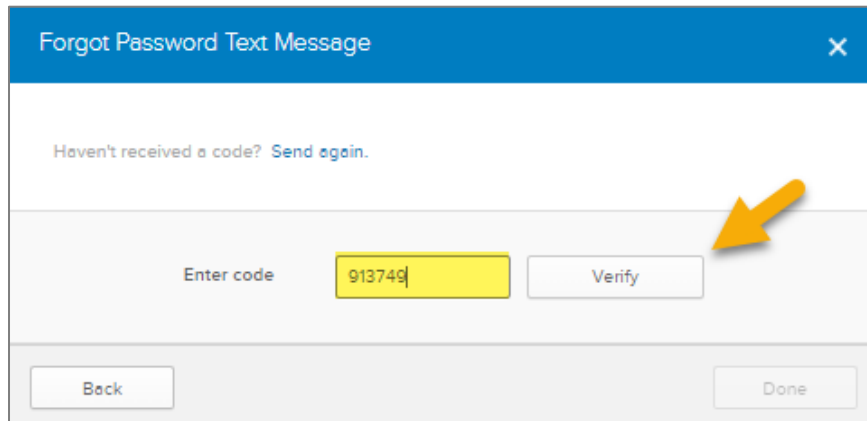 Forgot Password Text Message
Haven't received a code? Send again.
Enter code 913749 Verify
Back Done